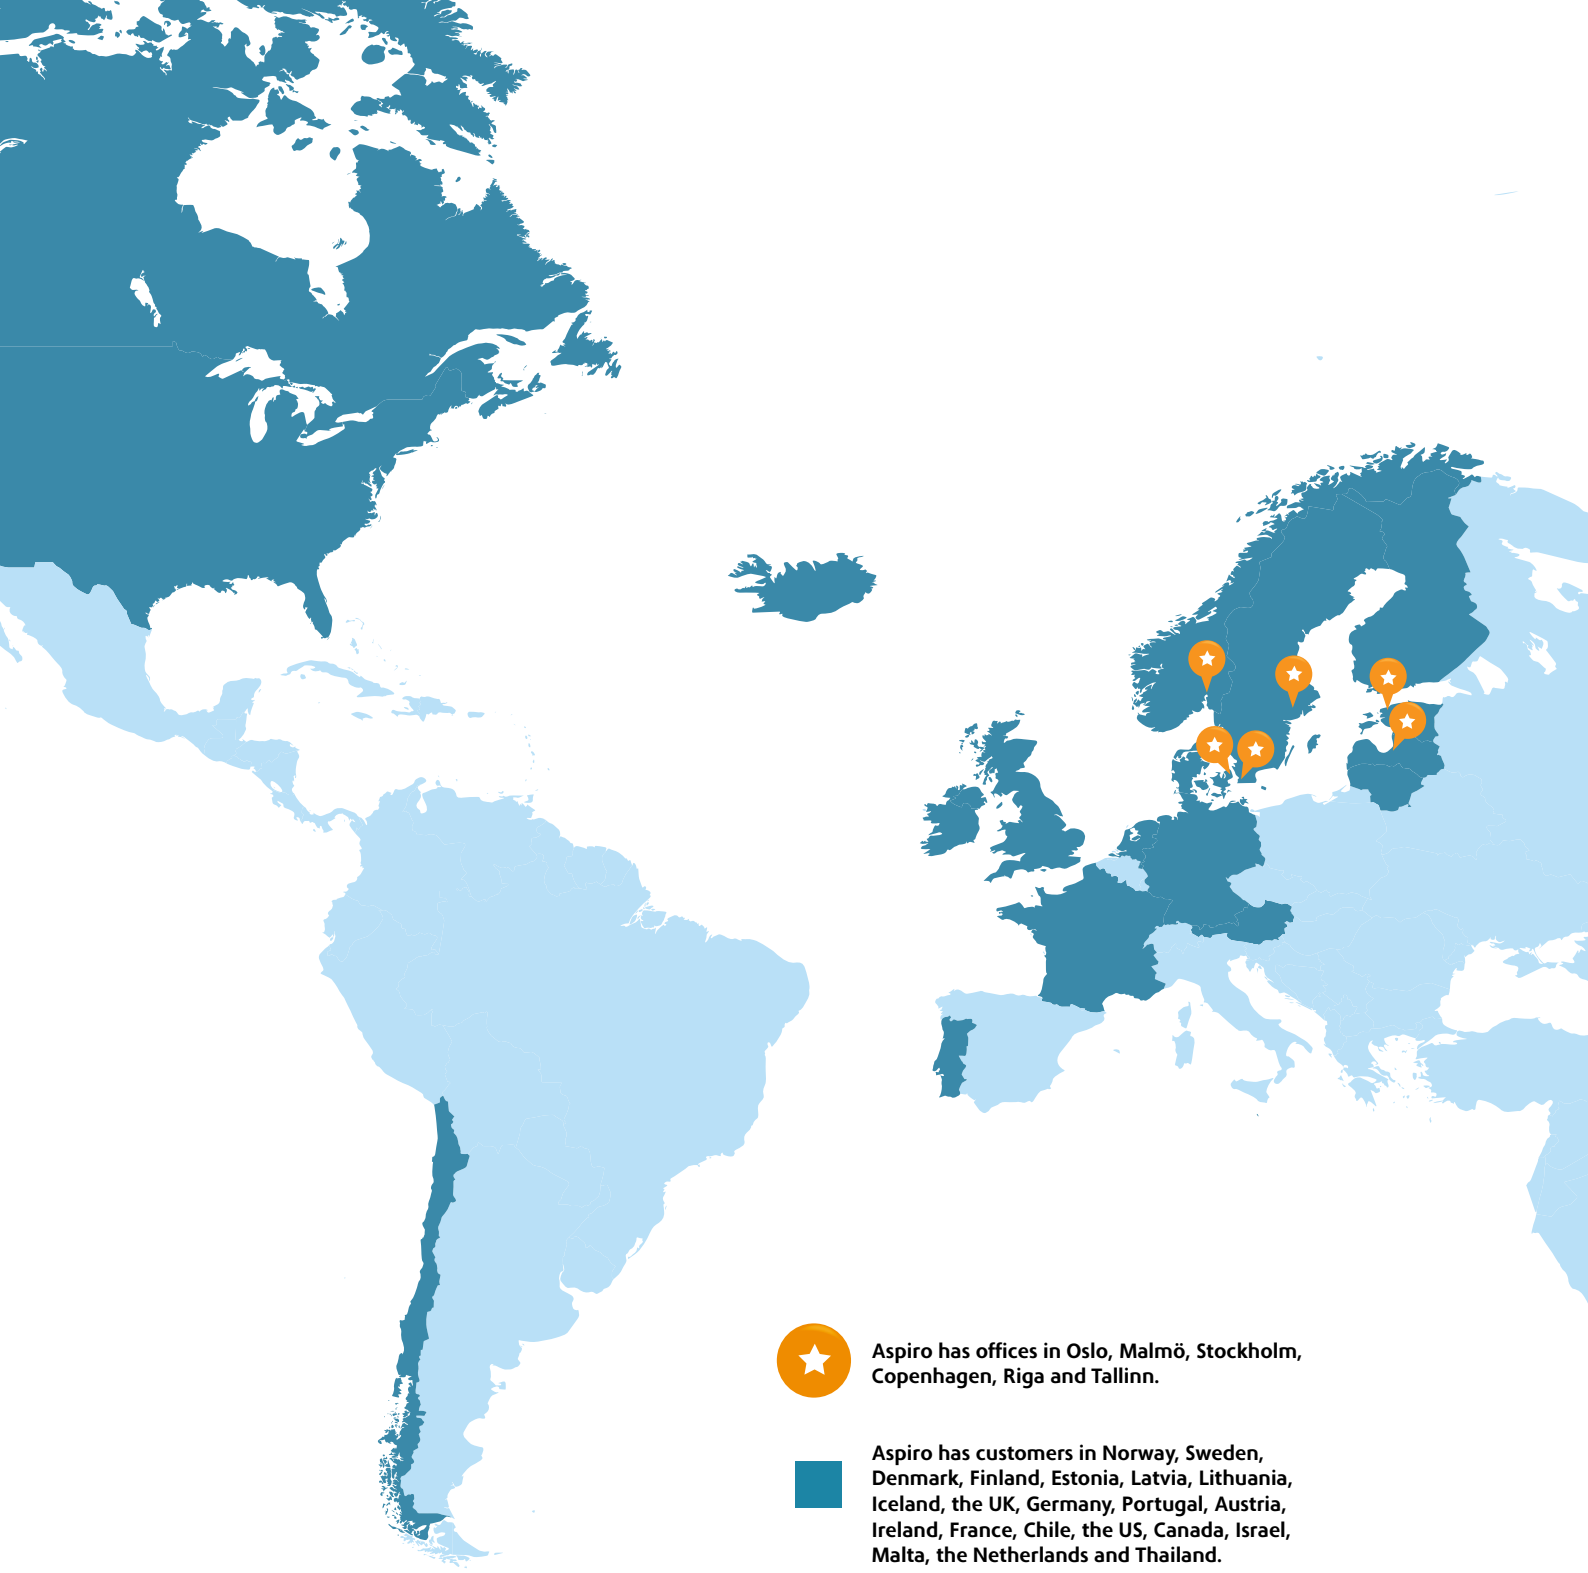 Aspiro has offices in Oslo, Malmö, Stockholm,
Copenhagen, Riga and Tallinn.
Aspiro has customers in Norway, Sweden,
Denmark, Finland, Estonia, Latvia, Lithuania,
Iceland, the UK, Germany, Portugal, Austria,
Ireland, France, Chile, the US, Canada, Israel,
Malta, the Netherlands and Thailand.